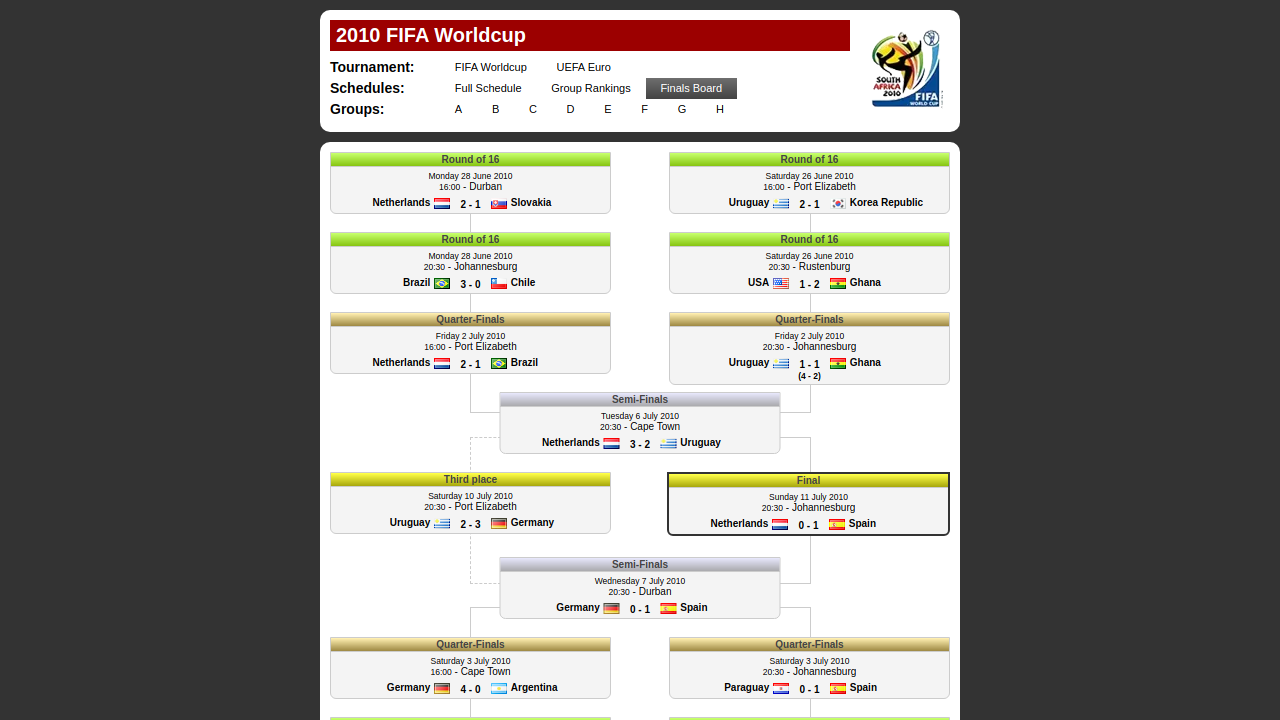 2010 FIFA Worldcup
SOUTH
AFRICA
2010
FIFA
WORLD CUP
Tournament: FIFA Worldcup UEFA Euro
Schedules: Full Schedule Group Rankings Finals Board
Groups: A B C D E F G H
Round of 16
Monday 28 June 2010
16:00 - Durban
Netherlands 2 - 1 Slovakia
Round of 16
Saturday 26 June 2010
16:00 - Port Elizabeth
Uruguay 2 - 1 Korea Republic
Round of 16
Monday 28 June 2010
20:30 - Johannesburg
Brazil 3 - 0 Chile
Round of 16
Saturday 26 June 2010
20:30 - Rustenburg
USA 1 - 2 Ghana
Quarter-Finals
Friday 2 July 2010
16:00 - Port Elizabeth
Netherlands 2 - 1 Brazil
Quarter-Finals
Friday 2 July 2010
20:30 - Johannesburg
Uruguay 1 - 1 Ghana
(4 - 2)
Semi-Finals
Tuesday 6 July 2010
20:30 - Cape Town
Netherlands 3 - 2 Uruguay
Third place
Saturday 10 July 2010
20:30 - Port Elizabeth
Uruguay 2 - 3 Germany
Final
Sunday 11 July 2010
20:30 - Johannesburg
Netherlands 0 - 1 Spain
Semi-Finals
Wednesday 7 July 2010
20:30 - Durban
Germany 0 - 1 Spain
Quarter-Finals
Saturday 3 July 2010
16:00 - Cape Town
Germany 4 - 0 Argentina
Quarter-Finals
Saturday 3 July 2010
20:30 - Johannesburg
Paraguay 0 - 1 Spain